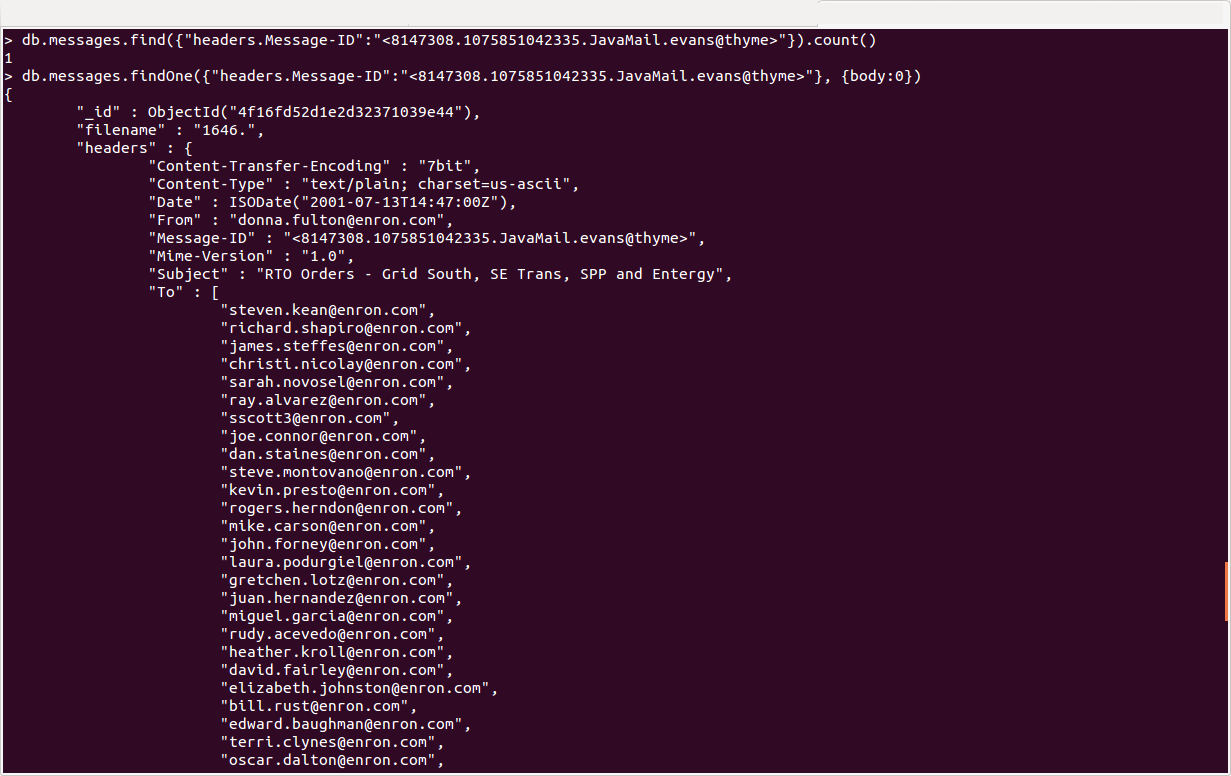 > db.messages.find({"headers.Message-ID":"<8147308.1075851042335.JavaMail.evans@thyme>"}).count()
1
> db.messages.findOne({"headers.Message-ID":"<8147308.1075851042335.JavaMail.evans@thyme>"}, {body:0})
{
"_id" : ObjectId("4f16fd52d1e2d32371039e44"),
"filename" : "1646.",
"headers" : {
"Content-Transfer-Encoding" : "7bit",
"Content-Type" : "text/plain; charset=us-ascii",
"Date" : ISODate("2001-07-13T14:47:00Z"),
"From" : "donna.fulton@enron.com",
"Message-ID" : "<8147308.1075851042335.JavaMail.evans@thyme>",
"Mime-Version" : "1.0",
"Subject" : "RTO Orders - Grid South, SE Trans, SPP and Entergy",
"To" : [
"steven.kean@enron.com",
"richard.shapiro@enron.com",
"james.steffes@enron.com",
"christi.nicolay@enron.com",
"sarah.novosel@enron.com",
"ray.alvarez@enron.com",
"sscott3@enron.com",
"joe.connor@enron.com",
"dan.staines@enron.com",
"steve.montovano@enron.com",
"kevin.presto@enron.com",
"rogers.herndon@enron.com",
"mike.carson@enron.com",
"john.forney@enron.com",
"laura.podurgiel@enron.com",
"gretchen.lotz@enron.com",
"juan.hernandez@enron.com",
"miguel.garcia@enron.com",
"rudy.acevedo@enron.com",
"heather.kroll@enron.com",
"david.fairley@enron.com",
"elizabeth.johnston@enron.com",
"bill.rust@enron.com",
"edward.baughman@enron.com",
"terri.clynes@enron.com",
"oscar.dalton@enron.com",